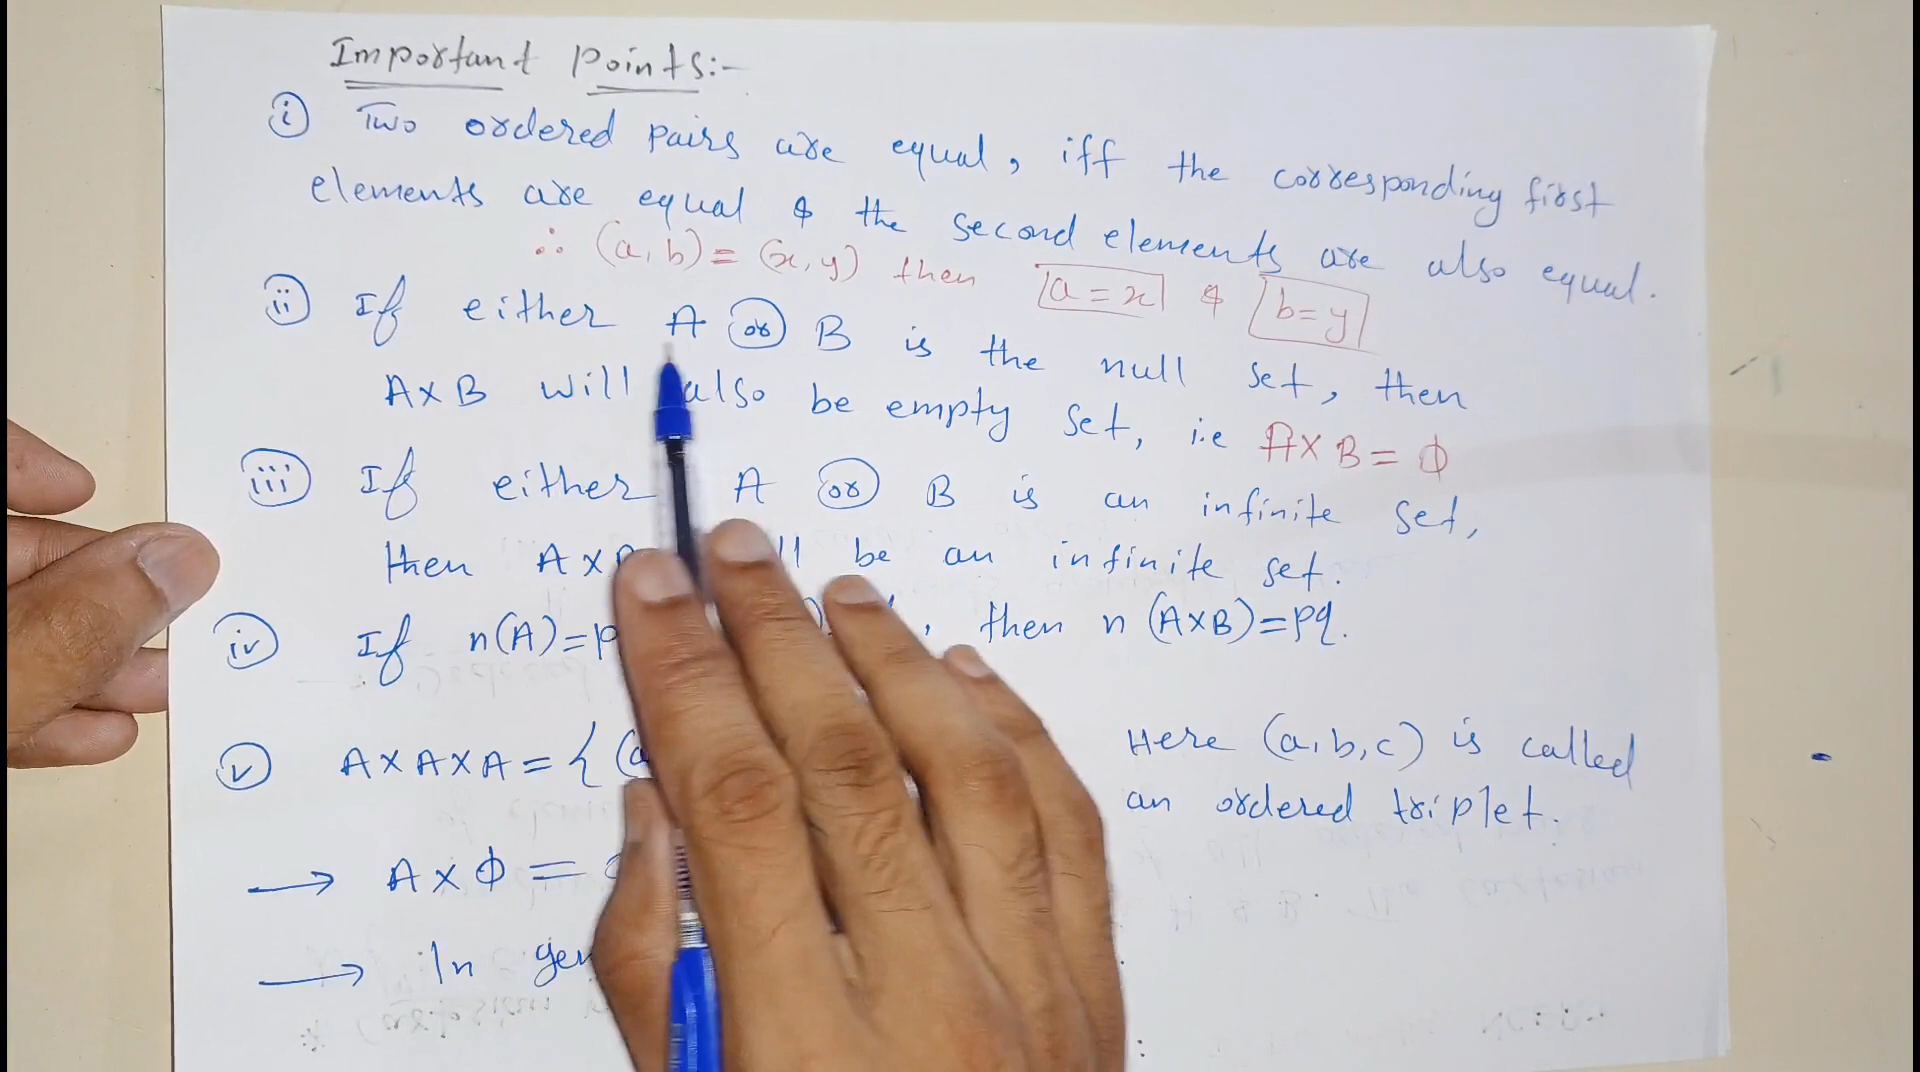 Important Points:-
i Two ordered pairs are equal, iff the corresponding first
elements are equal & the second elements are also equal.
∴ (a,b) = (x,y) then a = x & b = y
ii If either A or B is the null set, then
A×B will also be empty set, i.e A×B = ϕ
iii If either A or B is an infinite set,
then A× be an infinite set.
iv If n(A)=p , then n(A×B)=pq.
v A×A×A = { (a Here (a,b,c) is called
an ordered triplet.
→ A×ϕ =
→ In